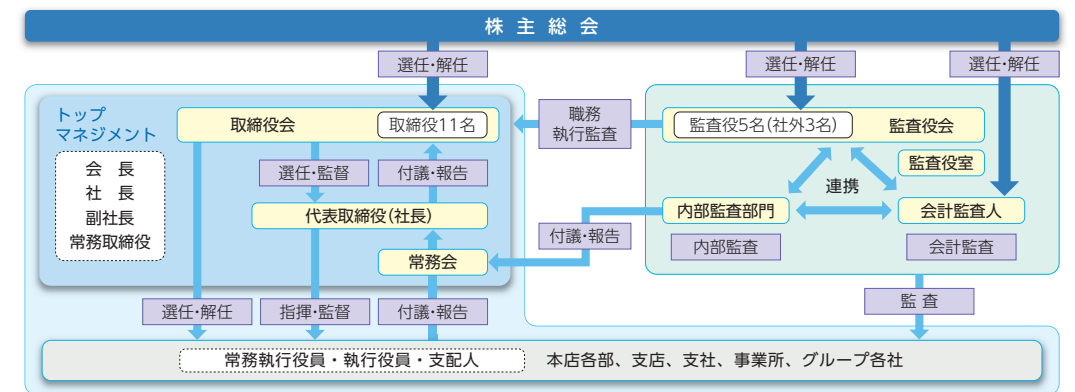 株主総会
選任・解任
選任・解任
選任・解任
トップ
マネジメント
会 長
社 長
副社長
常務取締役
取締役会
取締役11名
職務
執行監査
監査役5名(社外3名)
監査役会
監査役室
連携
選任・監督
付議・報告
代表取締役(社長)
常務会
付議・報告
内部監査部門
会計監査人
内部監査
会計監査
選任・解任
指揮・監督
付議・報告
監 査
常務執行役員・執行役員・支配人
本店各部、支店、支社、事業所、グループ各社